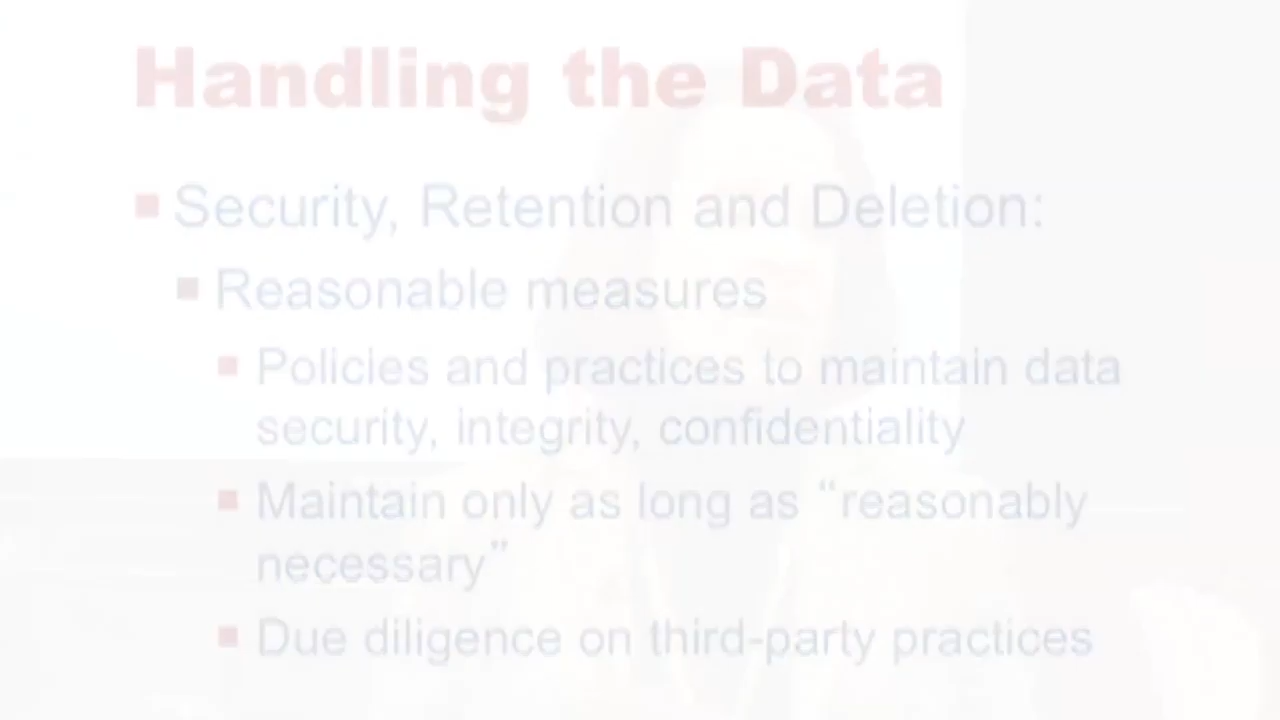 Handling the Data
Security, Retention and Deletion:
Reasonable measures
Policies and practices to maintain data
security, integrity, confidentiality
Maintain only as long as “reasonably
necessary”
Due diligence on third-party practices